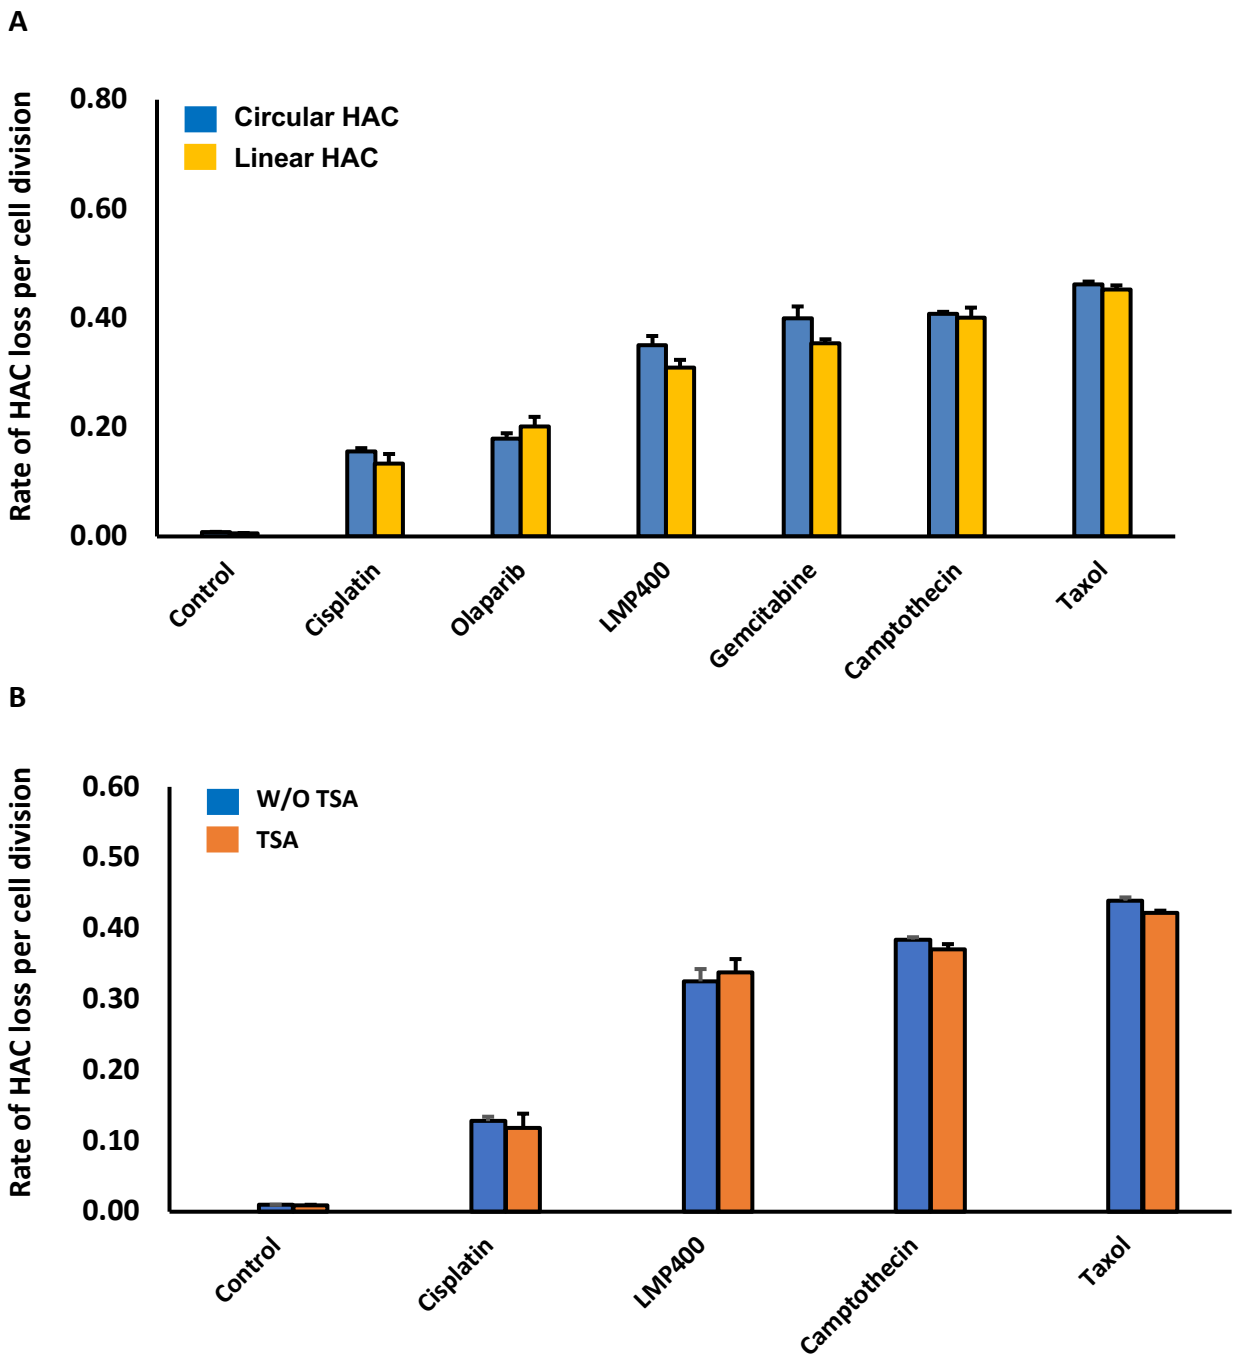 A
Rate of HAC loss per cell division
0.80
0.60
0.40
0.20
0.00
Circular HAC
Linear HAC
Control
Cisplatin
Olaparib
LMP400
Gemcitabine
Camptothecin
Taxol
B
Rate of HAC loss per cell division
0.60
0.50
0.40
0.30
0.20
0.10
0.00
W/O TSA
TSA
Control
Cisplatin
LMP400
Camptothecin
Taxol